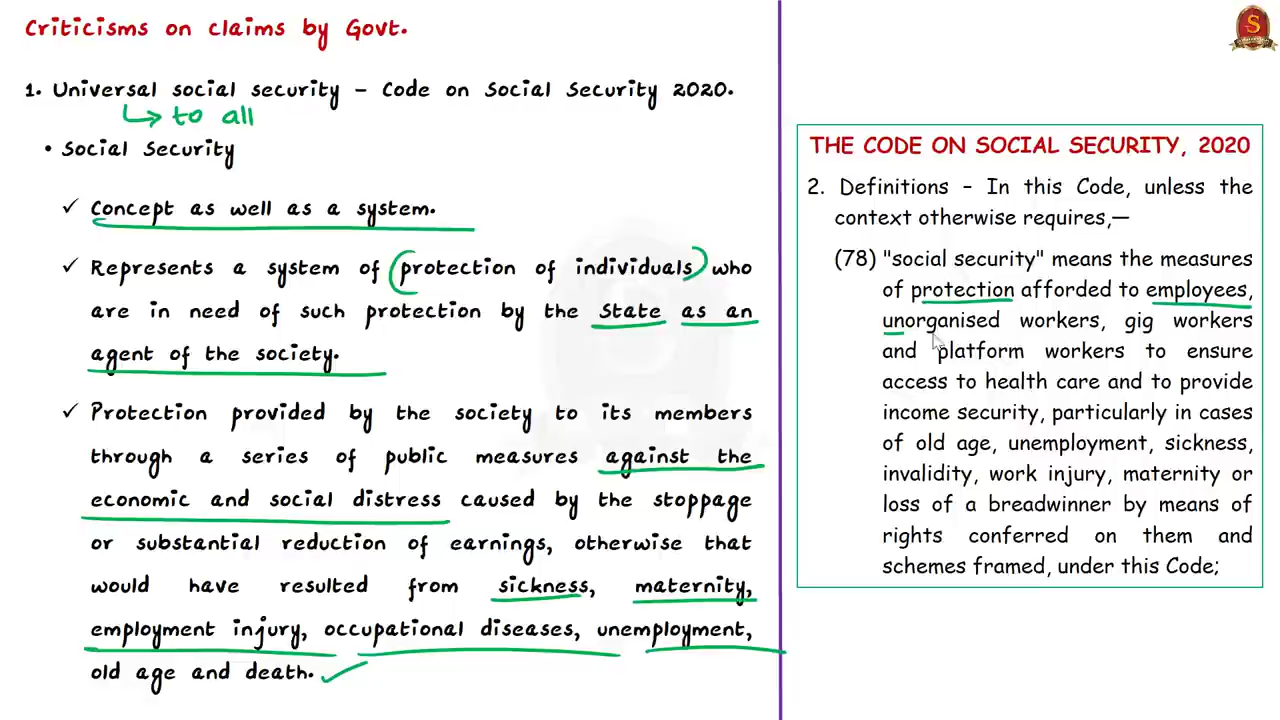 Criticisms on claims by Govt.
1. Universal social security – Code on Social Security 2020.
↳ to all
• Social Security
✓ Concept as well as a system.
✓ Represents a system of protection of individuals who
are in need of such protection by the State as an
agent of the society.
✓ Protection provided by the society to its members
through a series of public measures against the
economic and social distress caused by the stoppage
or substantial reduction of earnings, otherwise that
would have resulted from sickness, maternity,
employment injury, occupational diseases, unemployment,
old age and death.
S
THE CODE ON SOCIAL SECURITY, 2020
2. Definitions – In this Code, unless the
context otherwise requires,—
(78) "social security" means the measures
of protection afforded to employees,
unorganised workers, gig workers
and platform workers to ensure
access to health care and to provide
income security, particularly in cases
of old age, unemployment, sickness,
invalidity, work injury, maternity or
loss of a breadwinner by means of
rights conferred on them and
schemes framed, under this Code;